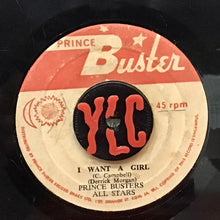 PRINCE
Buster
45 rpm
YLC
I WANT A GIRL
(C. Campbell)
(Derrick Morgan)
PRINCE BUSTERS
ALL STARS